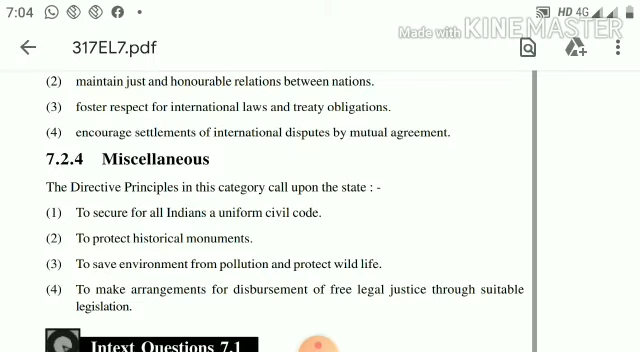 7:04
HD 4G
Made with KINEMASTER
317EL7.pdf
(2) maintain just and honourable relations between nations.
(3) foster respect for international laws and treaty obligations.
(4) encourage settlements of international disputes by mutual agreement.
7.2.4 Miscellaneous
The Directive Principles in this category call upon the state : -
(1) To secure for all Indians a uniform civil code.
(2) To protect historical monuments.
(3) To save environment from pollution and protect wild life.
(4) To make arrangements for disbursement of free legal justice through suitable
legislation.
Intext Questions 7.1